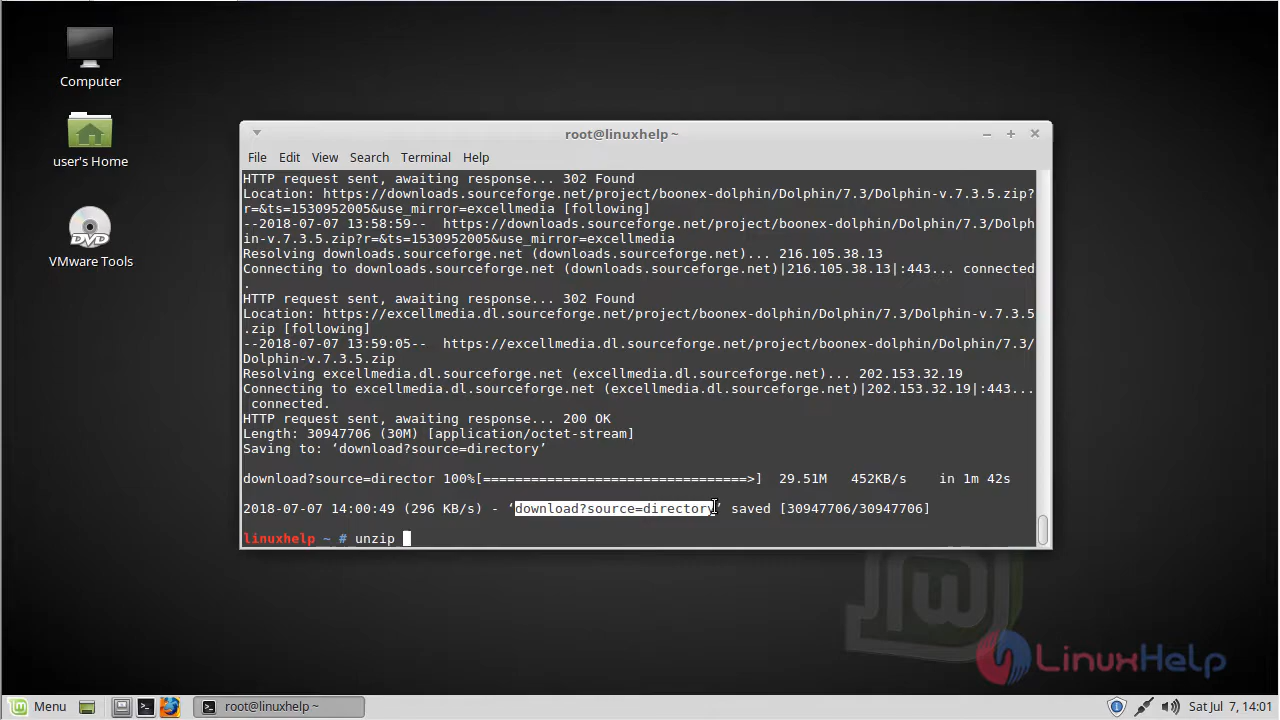 Computer
user's Home
DVD
VMware Tools
root@linuxhelp ~
File Edit View Search Terminal Help
HTTP request sent, awaiting response... 302 Found
Location: https://downloads.sourceforge.net/project/boonex-dolphin/Dolphin/7.3/Dolphin-v.7.3.5.zip?
r=&ts=1530952005&use_mirror=excellmedia [following]
--2018-07-07 13:58:59--  https://downloads.sourceforge.net/project/boonex-dolphin/Dolphin/7.3/Dolph
in-v.7.3.5.zip?r=&ts=1530952005&use_mirror=excellmedia
Resolving downloads.sourceforge.net (downloads.sourceforge.net)... 216.105.38.13
Connecting to downloads.sourceforge.net (downloads.sourceforge.net)|216.105.38.13|:443... connected
.
HTTP request sent, awaiting response... 302 Found
Location: https://excellmedia.dl.sourceforge.net/project/boonex-dolphin/Dolphin/7.3/Dolphin-v.7.3.5
.zip [following]
--2018-07-07 13:59:05--  https://excellmedia.dl.sourceforge.net/project/boonex-dolphin/Dolphin/7.3/
Dolphin-v.7.3.5.zip
Resolving excellmedia.dl.sourceforge.net (excellmedia.dl.sourceforge.net)... 202.153.32.19
Connecting to excellmedia.dl.sourceforge.net (excellmedia.dl.sourceforge.net)|202.153.32.19|:443...
 connected.
HTTP request sent, awaiting response... 200 OK
Length: 30947706 (30M) [application/octet-stream]
Saving to: ‘download?source=directory’
download?source=director 100%[=================================>]  29.51M   452KB/s    in 1m 42s
2018-07-07 14:00:49 (296 KB/s) - ‘download?source=directory’ saved [30947706/30947706]
linuxhelp ~ # unzip
LinuxHelp
Menu
root@linuxhelp ~
Sat Jul 7, 14:01